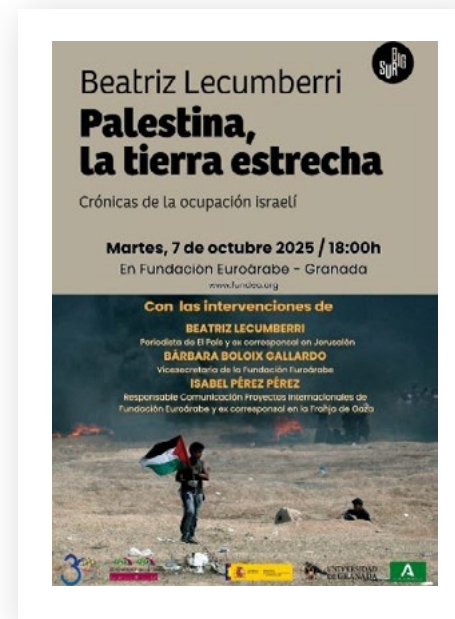 BIG
SUR
Beatriz Lecumberri
Palestina,
la tierra estrecha
Crónicas de la ocupación israelí
Martes, 7 de octubre 2025 / 18:00h
En Fundación Euroárabe - Granada
www.fundea.org
Con las intervenciones de
BEATRIZ LECUMBERRI
Periodista de El País y ex corresponsal en Jerusalén
BÁRBARA BOLOIX GALLARDO
Vicesecretaria de la Fundación Euroárabe
ISABEL PÉREZ PÉREZ
Responsable Comunicación Proyectos Internacionales de
Fundación Euroárabe y ex corresponsal en la Franja de Gaza
UNIVERSIDAD
DE GRANADA